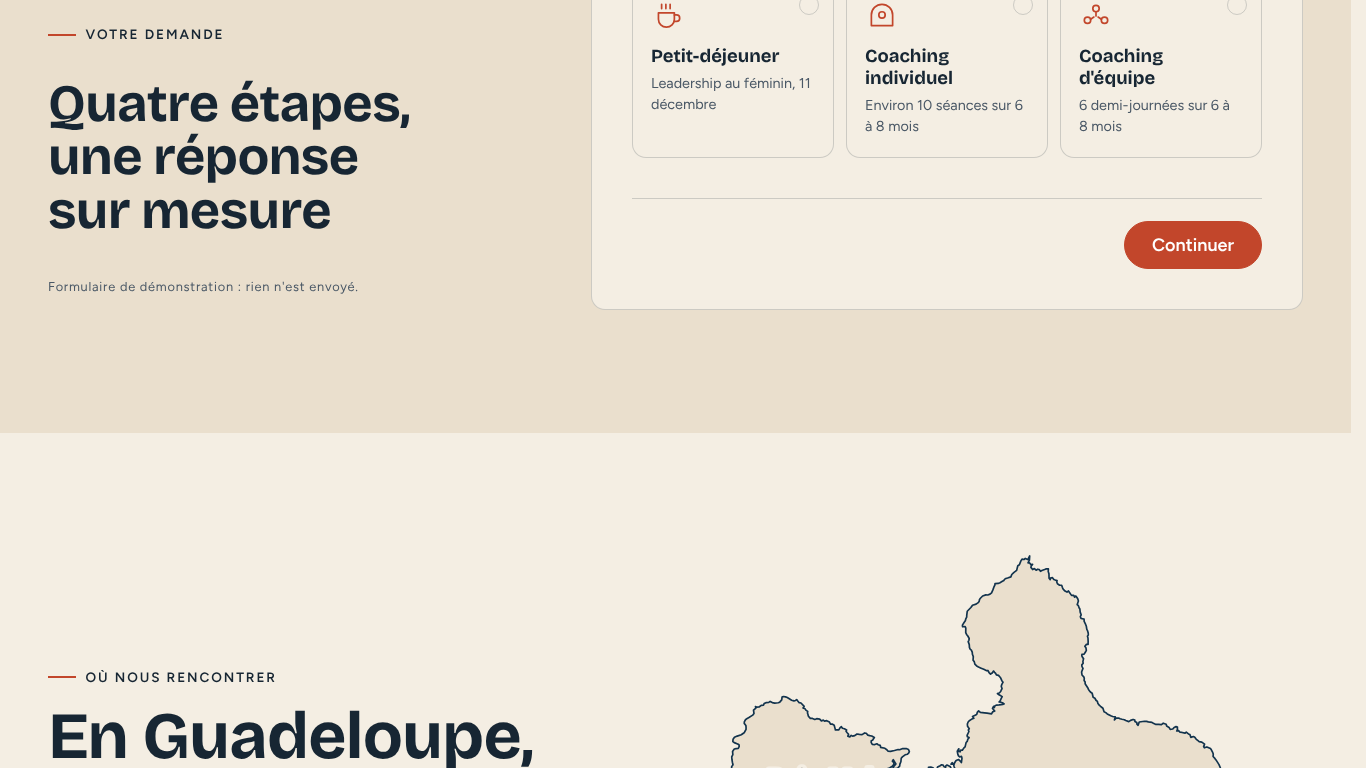 VOTRE DEMANDE
Quatre étapes,
une réponse
sur mesure
Formulaire de démonstration : rien n'est envoyé.
Petit-déjeuner
Leadership au féminin, 11
décembre
Coaching
individuel
Environ 10 séances sur 6
à 8 mois
Coaching
d'équipe
6 demi-journées sur 6 à
8 mois
Continuer
OÙ NOUS RENCONTRER
En Guadeloupe,